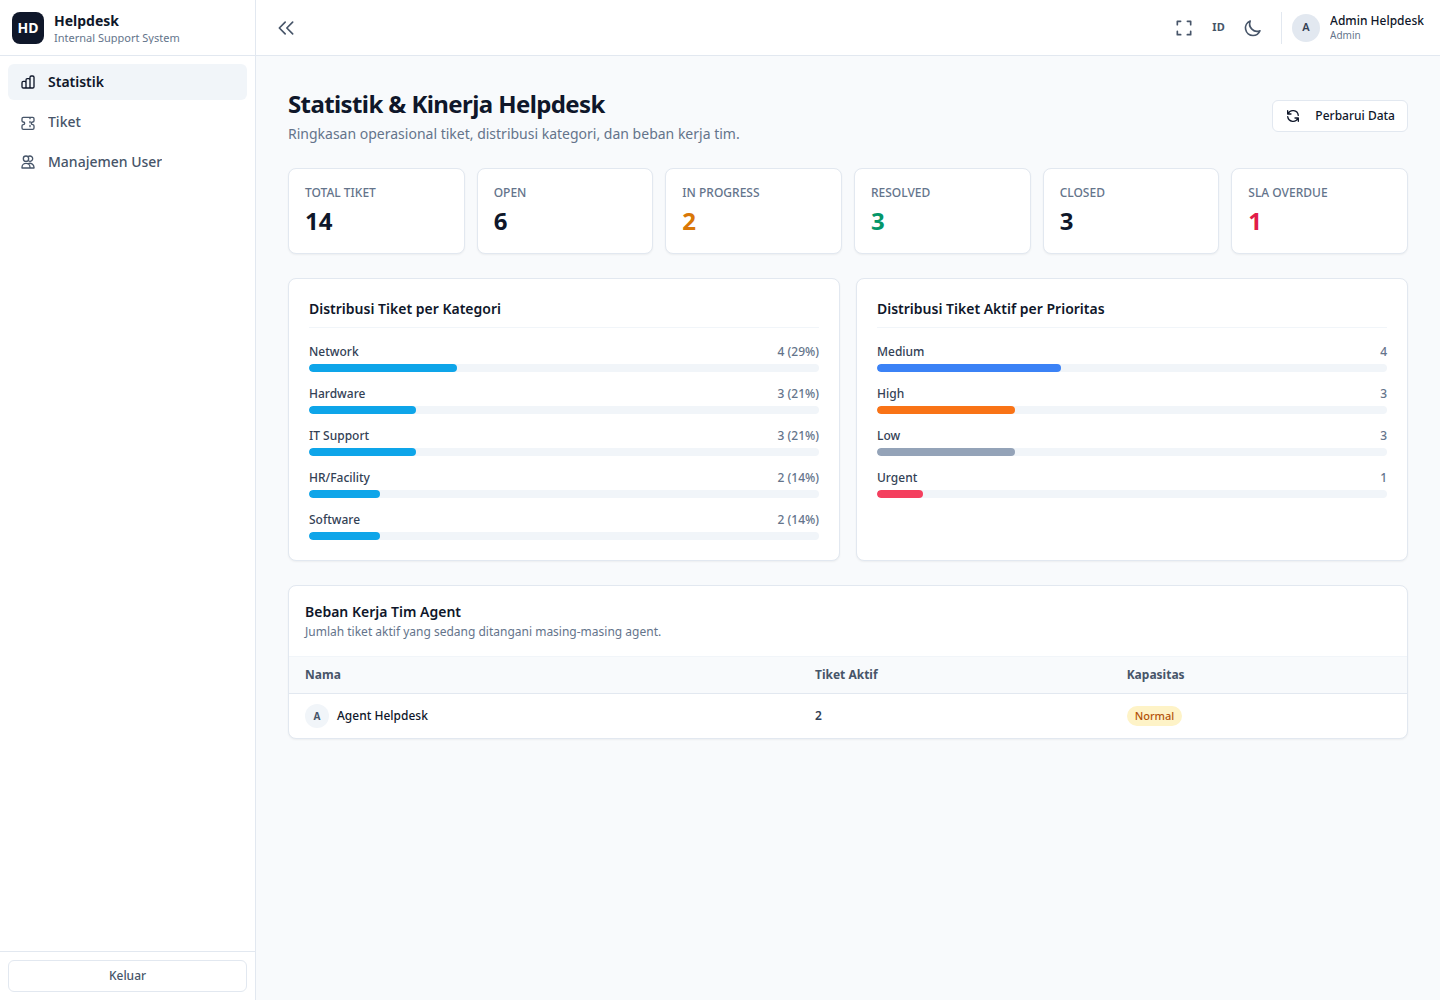 HD
Helpdesk
Internal Support System
Statistik
Tiket
Manajemen User
Keluar
ID
A
Admin Helpdesk
Admin
Statistik & Kinerja Helpdesk
Ringkasan operasional tiket, distribusi kategori, dan beban kerja tim.
Perbarui Data
TOTAL TIKET
14
OPEN
6
IN PROGRESS
2
RESOLVED
3
CLOSED
3
SLA OVERDUE
1
Distribusi Tiket per Kategori
Network 4 (29%)
Hardware 3 (21%)
IT Support 3 (21%)
HR/Facility 2 (14%)
Software 2 (14%)
Distribusi Tiket Aktif per Prioritas
Medium 4
High 3
Low 3
Urgent 1
Beban Kerja Tim Agent
Jumlah tiket aktif yang sedang ditangani masing-masing agent.
Nama Tiket Aktif Kapasitas
A Agent Helpdesk 2 Normal